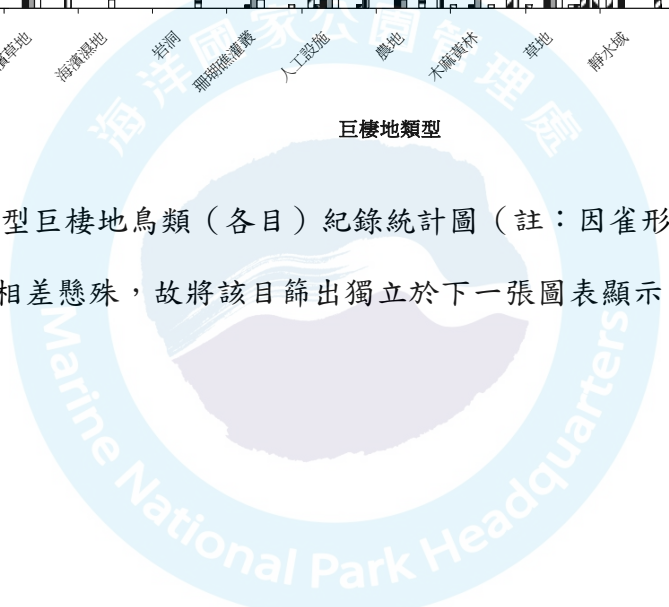 濱草地
海濱濕地
岩洞
珊瑚礁灌叢
人工設施
農地
木麻黃林
草地
靜水域
巨棲地類型
型巨棲地鳥類（各目）紀錄統計圖（註：因雀形
相差懸殊，故將該目篩出獨立於下一張圖表顯示
海洋國家公園管理處
Marine National Park Headquarters